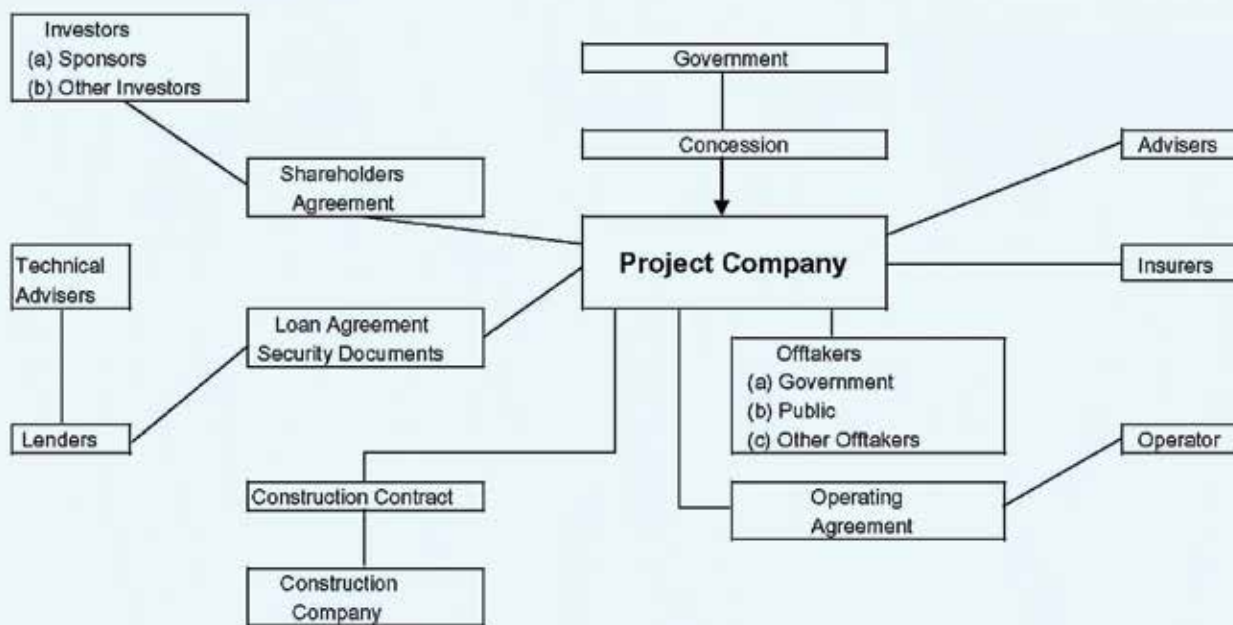 Investors
(a) Sponsors
(b) Other Investors
Government
Concession
Advisers
Shareholders
Agreement
Project Company
Insurers
Technical
Advisers
Loan Agreement
Security Documents
Offtakers
(a) Government
(b) Public
(c) Other Offtakers
Lenders
Operator
Construction Contract
Operating
Agreement
Construction
Company